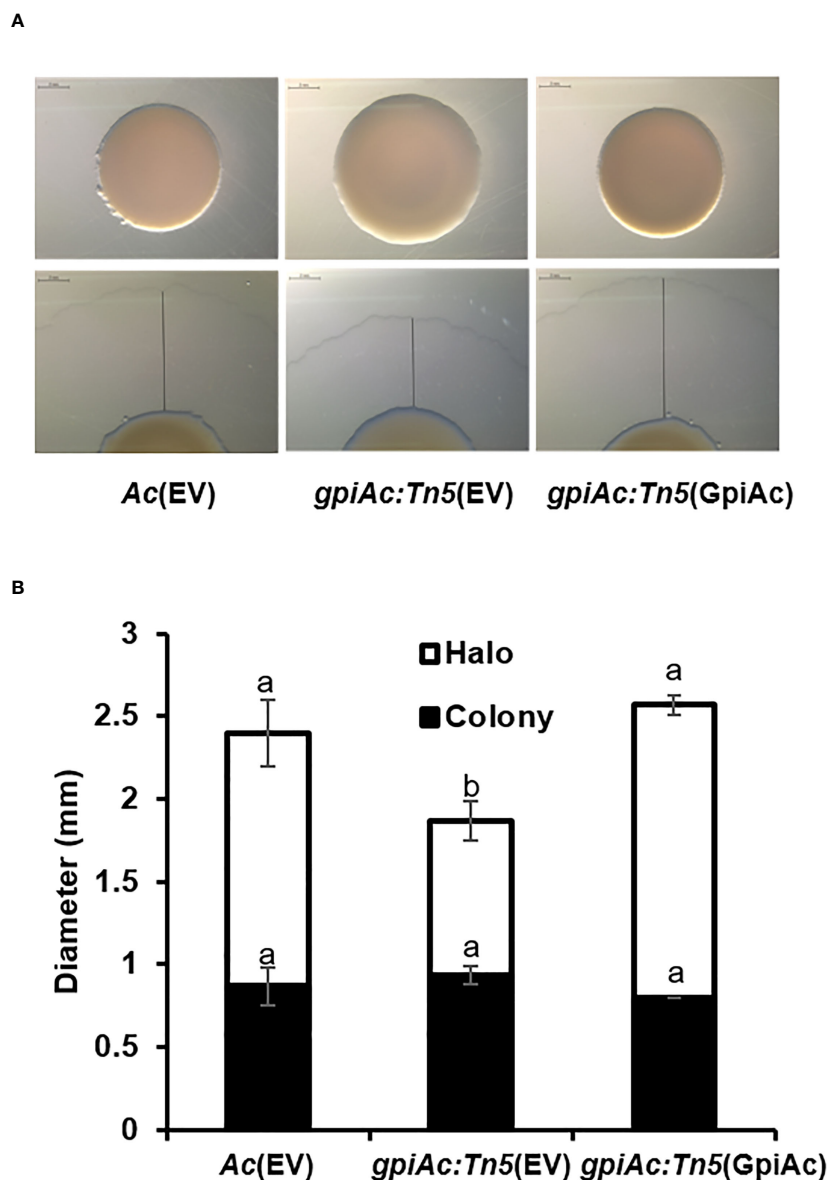 A
Ac(EV) gpiAc:Tn5(EV) gpiAc:Tn5(GpiAc)
B
Diameter (mm)
3
2.5
2
1.5
1
0.5
0
Halo
Colony
a
b
a
a
a
a
Ac(EV) gpiAc:Tn5(EV) gpiAc:Tn5(GpiAc)